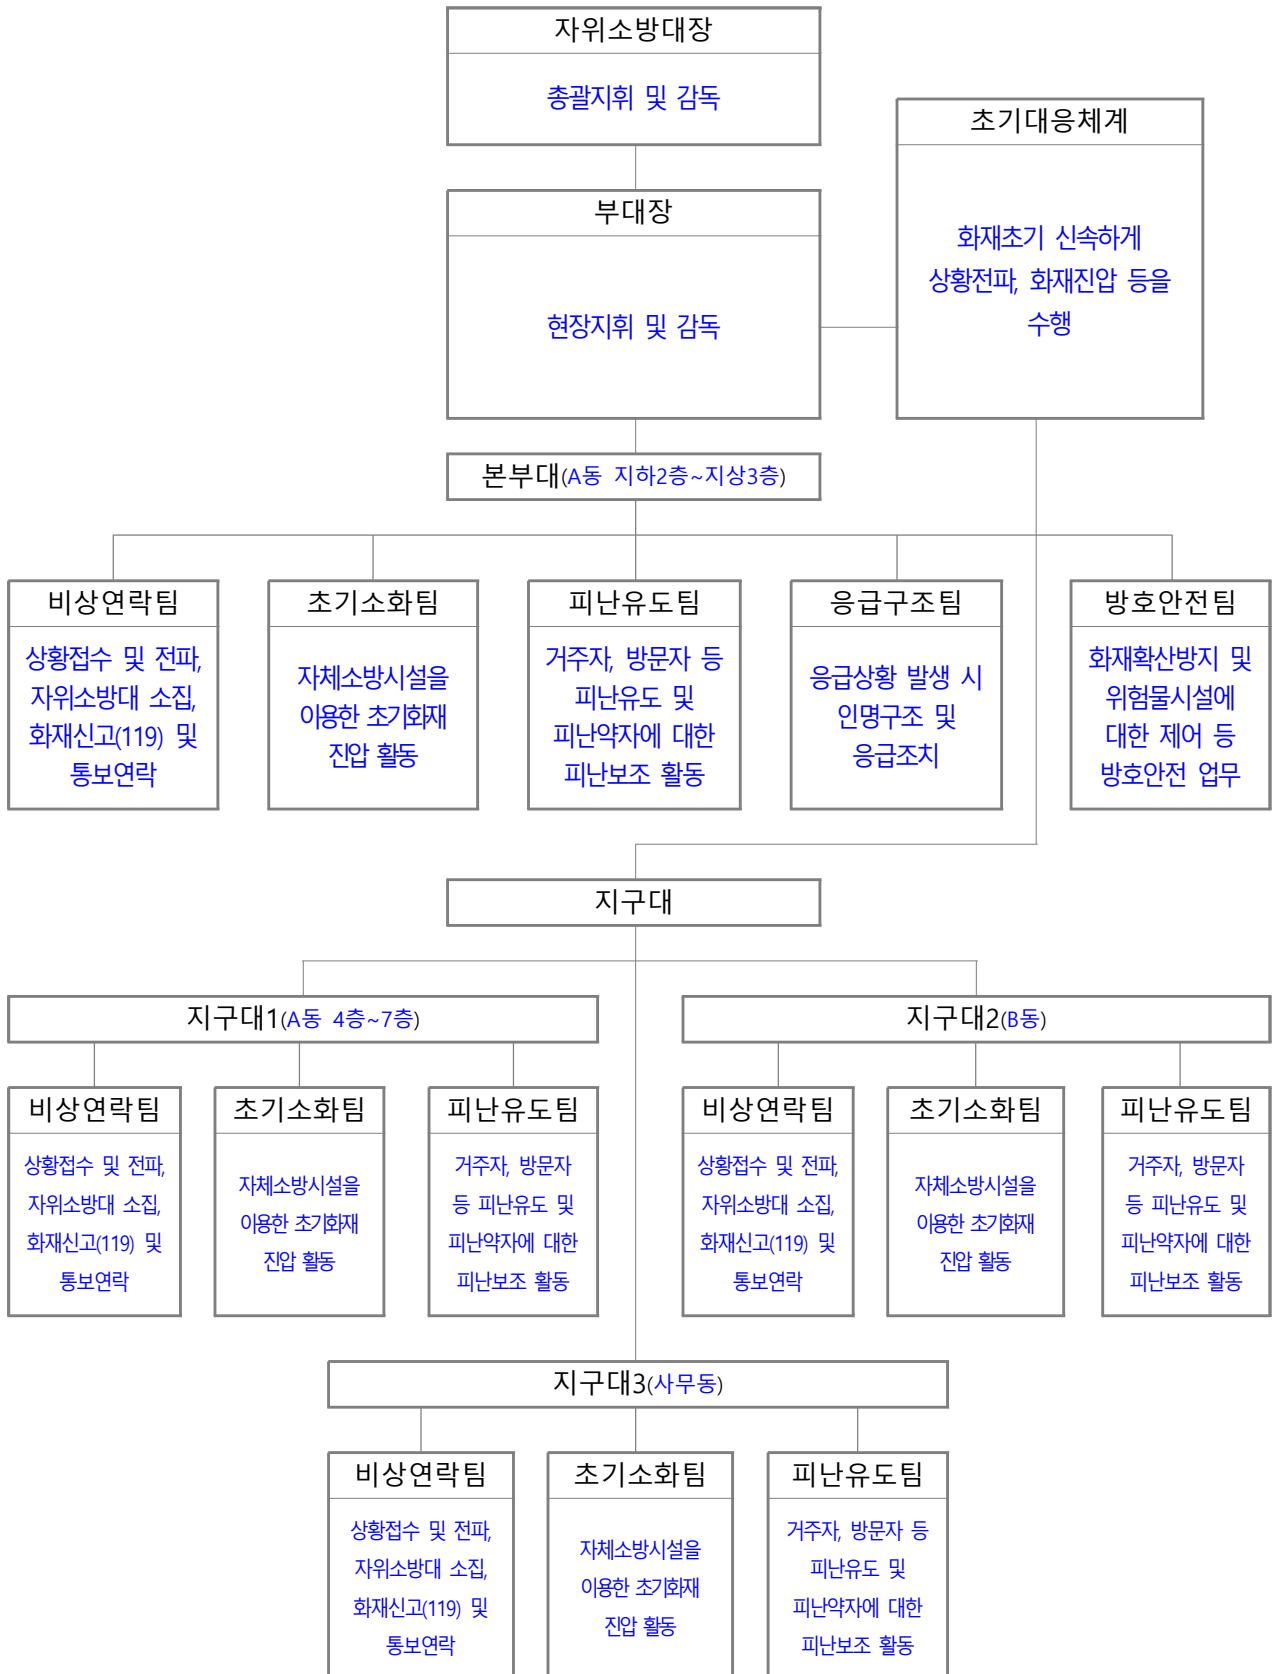 자위소방대장
총괄지휘 및 감독
초기대응체계
화재초기 신속하게
상황전파, 화재진압 등을
수행
부대장
현장지휘 및 감독
본부대(A동 지하2층~지상3층)
비상연락팀
상황접수 및 전파,
자위소방대 소집,
화재신고(119) 및
통보연락
초기소화팀
자체소방시설을
이용한 초기화재
진압 활동
피난유도팀
거주자, 방문자 등
피난유도 및
피난약자에 대한
피난보조 활동
응급구조팀
응급상황 발생 시
인명구조 및
응급조치
방호안전팀
화재확산방지 및
위험물시설에
대한 제어 등
방호안전 업무
지구대
지구대1(A동 4층~7층)
비상연락팀
상황접수 및 전파,
자위소방대 소집,
화재신고(119) 및
통보연락
초기소화팀
자체소방시설을
이용한 초기화재
진압 활동
피난유도팀
거주자, 방문자
등 피난유도 및
피난약자에 대한
피난보조 활동
지구대2(B동)
비상연락팀
상황접수 및 전파,
자위소방대 소집,
화재신고(119) 및
통보연락
초기소화팀
자체소방시설을
이용한 초기화재
진압 활동
피난유도팀
거주자, 방문자
등 피난유도 및
피난약자에 대한
피난보조 활동
지구대3(사무동)
비상연락팀
상황접수 및 전파,
자위소방대 소집,
화재신고(119) 및
통보연락
초기소화팀
자체소방시설을
이용한 초기화재
진압 활동
피난유도팀
거주자, 방문자 등
피난유도 및
피난약자에 대한
피난보조 활동